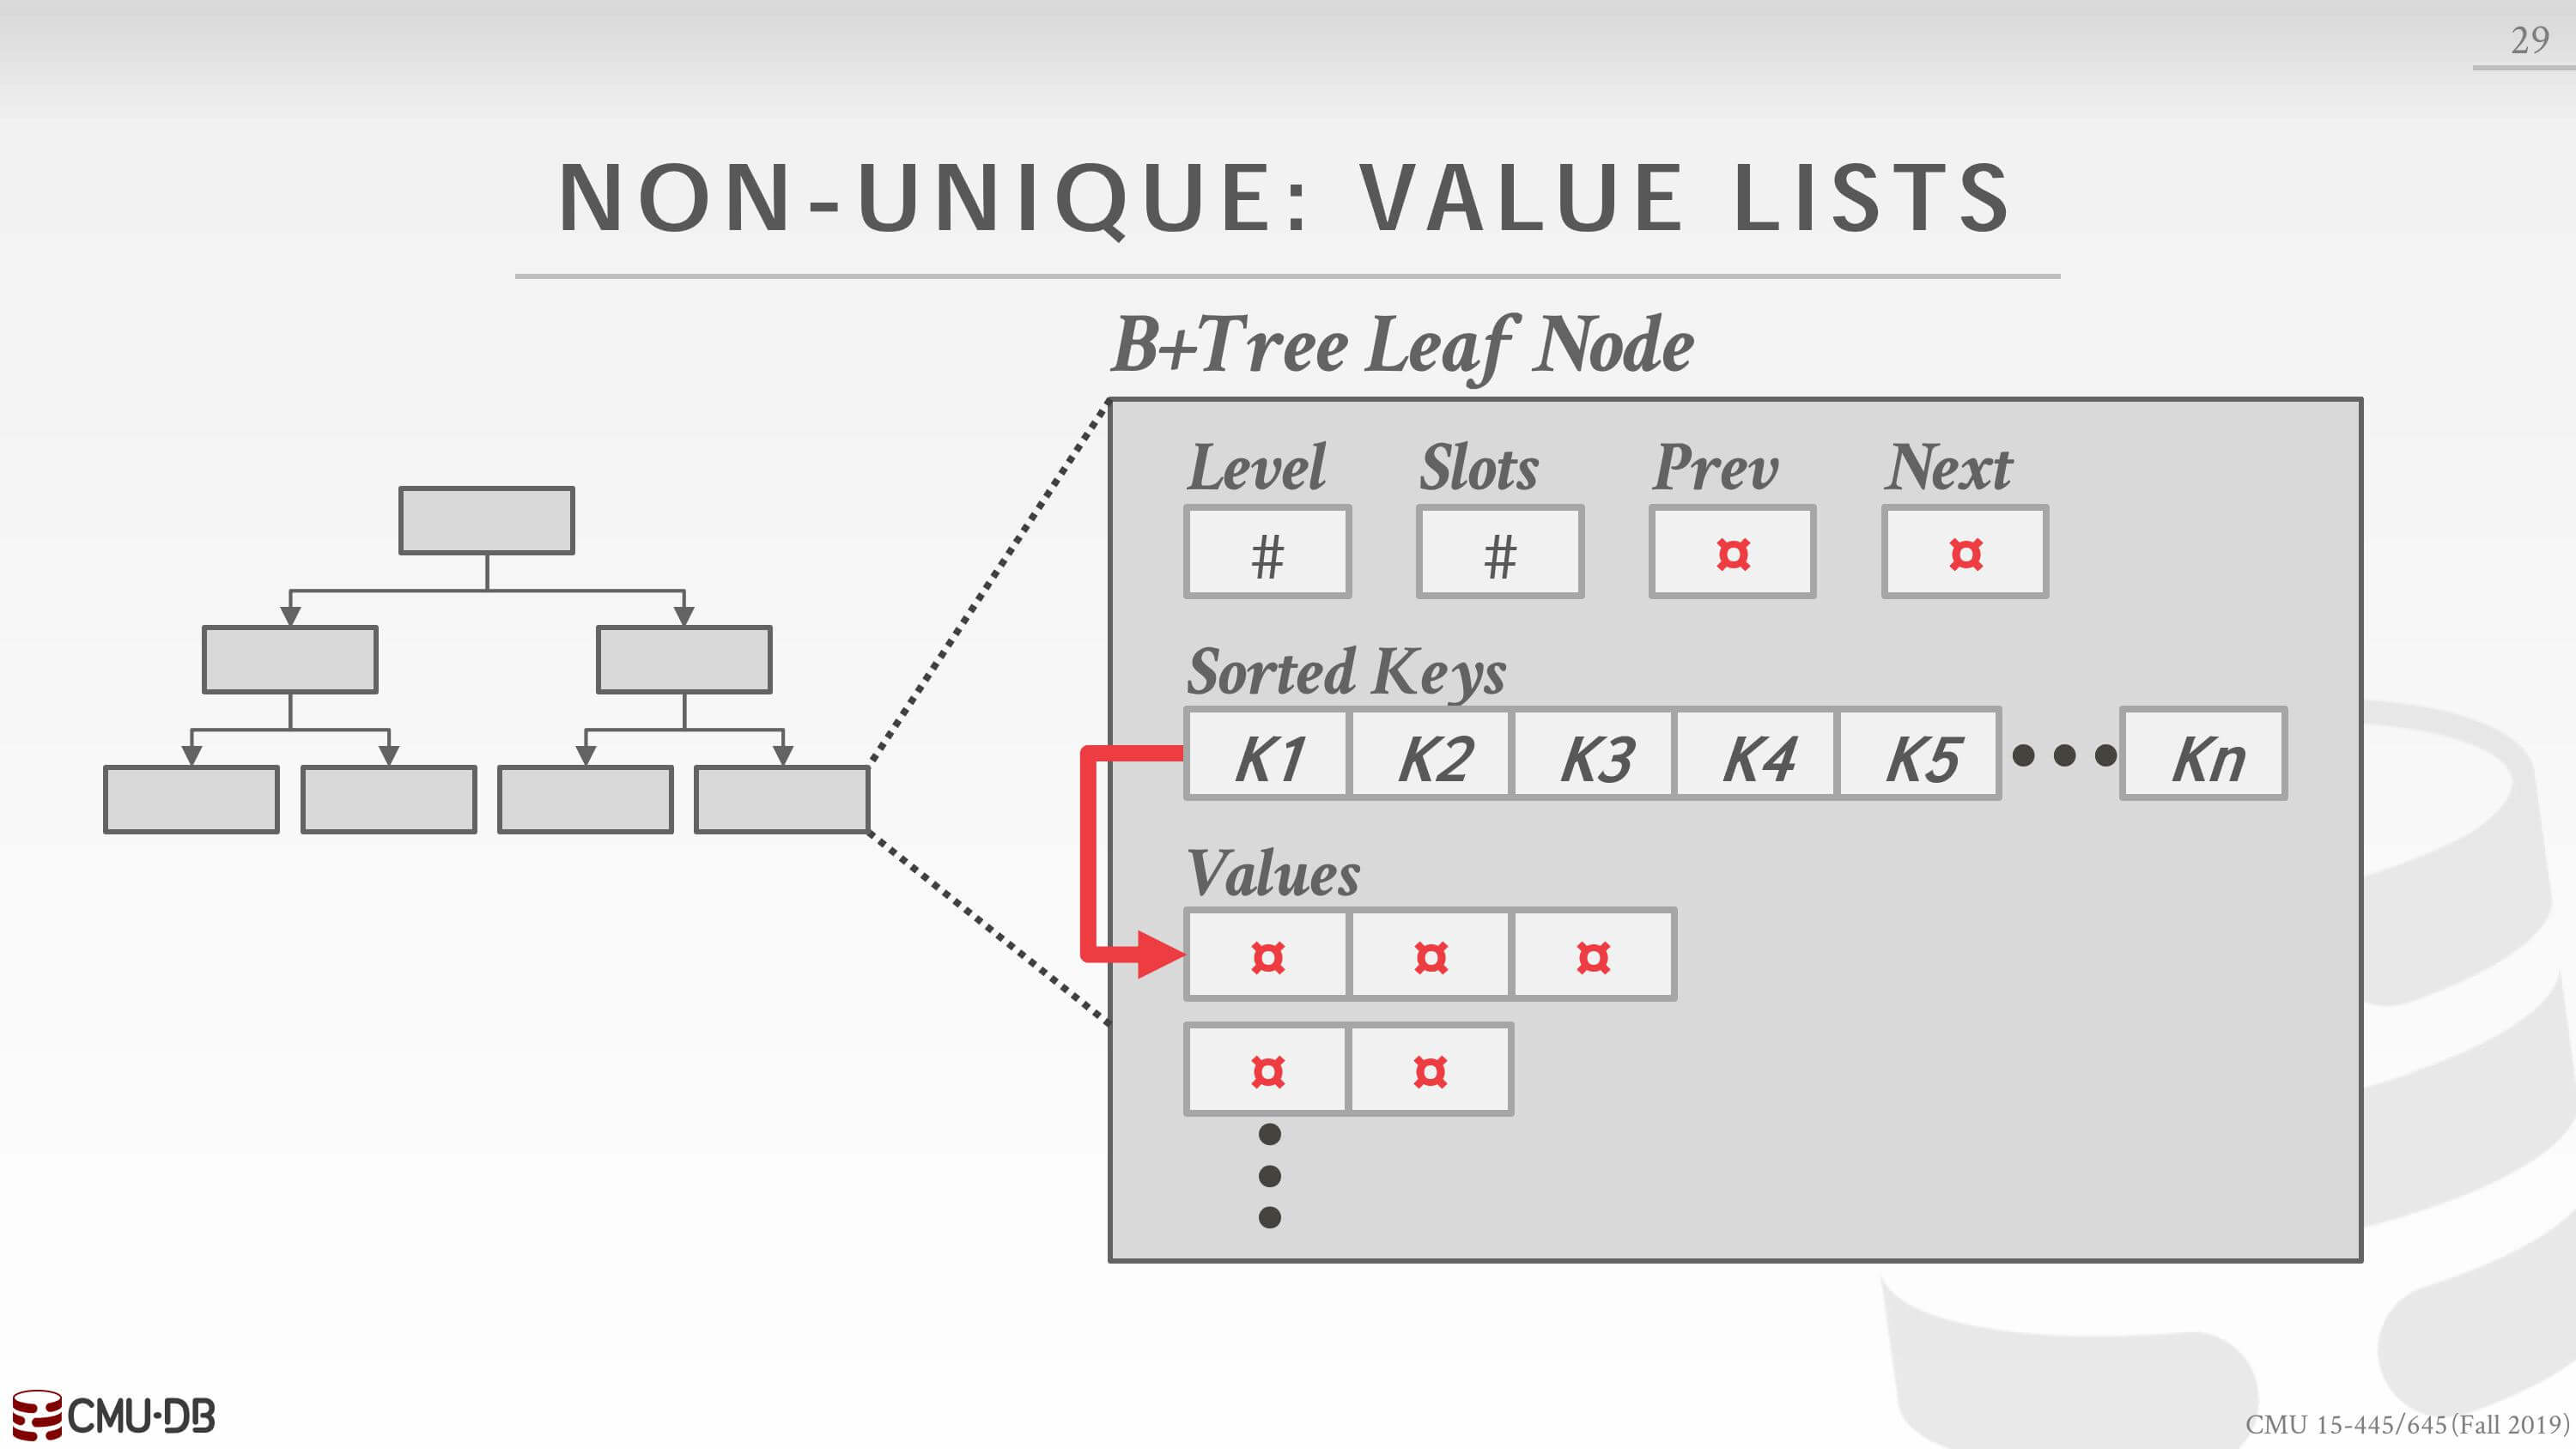 29
NON-UNIQUE: VALUE LISTS
B+Tree Leaf Node
Level Slots Prev Next
# # ¤ ¤
Sorted Keys
K1 K2 K3 K4 K5 ••• Kn
Values
¤ ¤ ¤
¤ ¤
CMU·DB
CMU 15-445/645 (Fall 2019)